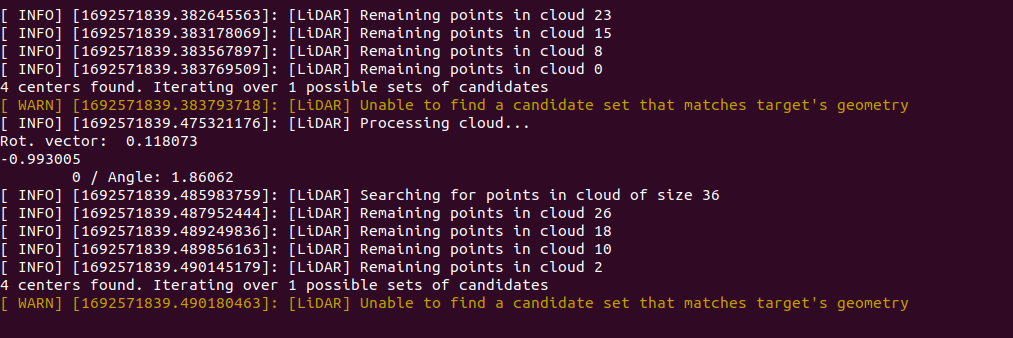 [ INFO] [1692571839.382645563]: [LiDAR] Remaining points in cloud 23
[ INFO] [1692571839.383178069]: [LiDAR] Remaining points in cloud 15
[ INFO] [1692571839.383567897]: [LiDAR] Remaining points in cloud 8
[ INFO] [1692571839.383769509]: [LiDAR] Remaining points in cloud 0
4 centers found. Iterating over 1 possible sets of candidates
[ WARN] [1692571839.383793718]: [LiDAR] Unable to find a candidate set that matches target's geometry
[ INFO] [1692571839.475321176]: [LiDAR] Processing cloud...
Rot. vector:  0.118073
-0.993005
        0 / Angle: 1.86062
[ INFO] [1692571839.485983759]: [LiDAR] Searching for points in cloud of size 36
[ INFO] [1692571839.487952444]: [LiDAR] Remaining points in cloud 26
[ INFO] [1692571839.489249836]: [LiDAR] Remaining points in cloud 18
[ INFO] [1692571839.489856163]: [LiDAR] Remaining points in cloud 10
[ INFO] [1692571839.490145179]: [LiDAR] Remaining points in cloud 2
4 centers found. Iterating over 1 possible sets of candidates
[ WARN] [1692571839.490180463]: [LiDAR] Unable to find a candidate set that matches target's geometry